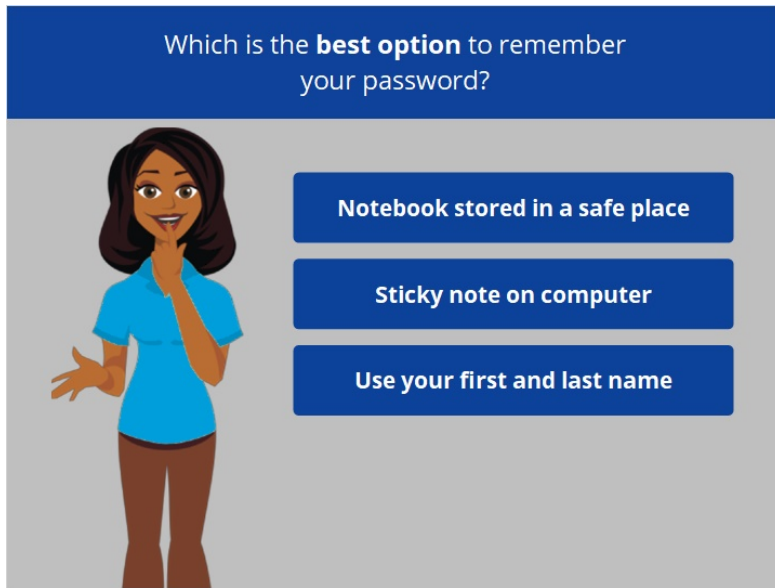 Which is the best option to remember
your password?
Notebook stored in a safe place
Sticky note on computer
Use your first and last name